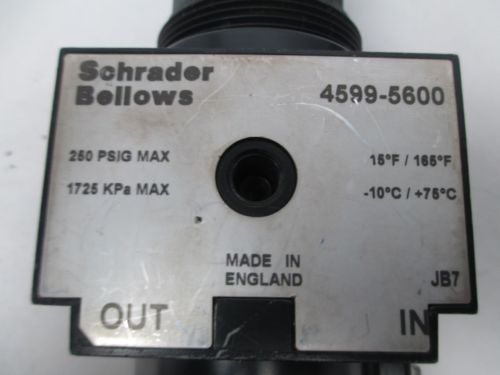 Schrader
Bellows
4599-5600
250 PSIG MAX
15°F / 165°F
1725 KPa MAX
-10°C / +75°C
MADE IN
ENGLAND
JB7
OUT
IN